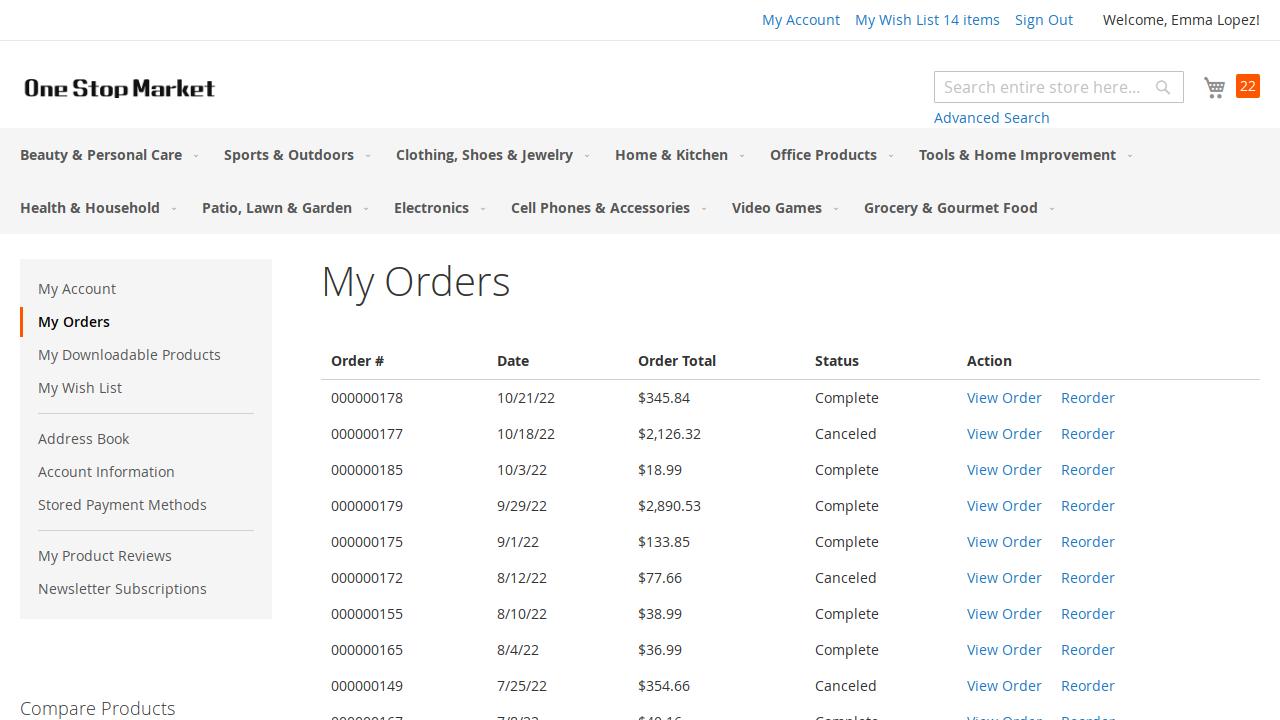 My Account My Wish List 14 items Sign Out Welcome, Emma Lopez!
One Stop Market
Search entire store here... 22
Advanced Search
Beauty & Personal Care Sports & Outdoors Clothing, Shoes & Jewelry Home & Kitchen Office Products Tools & Home Improvement
Health & Household Patio, Lawn & Garden Electronics Cell Phones & Accessories Video Games Grocery & Gourmet Food
My Account
My Orders
My Downloadable Products
My Wish List
Address Book
Account Information
Stored Payment Methods
My Product Reviews
Newsletter Subscriptions
Compare Products
My Orders
Order # Date Order Total Status Action
000000178 10/21/22 $345.84 Complete View Order Reorder
000000177 10/18/22 $2,126.32 Canceled View Order Reorder
000000185 10/3/22 $18.99 Complete View Order Reorder
000000179 9/29/22 $2,890.53 Complete View Order Reorder
000000175 9/1/22 $133.85 Complete View Order Reorder
000000172 8/12/22 $77.66 Canceled View Order Reorder
000000155 8/10/22 $38.99 Complete View Order Reorder
000000165 8/4/22 $36.99 Complete View Order Reorder
000000149 7/25/22 $354.66 Canceled View Order Reorder